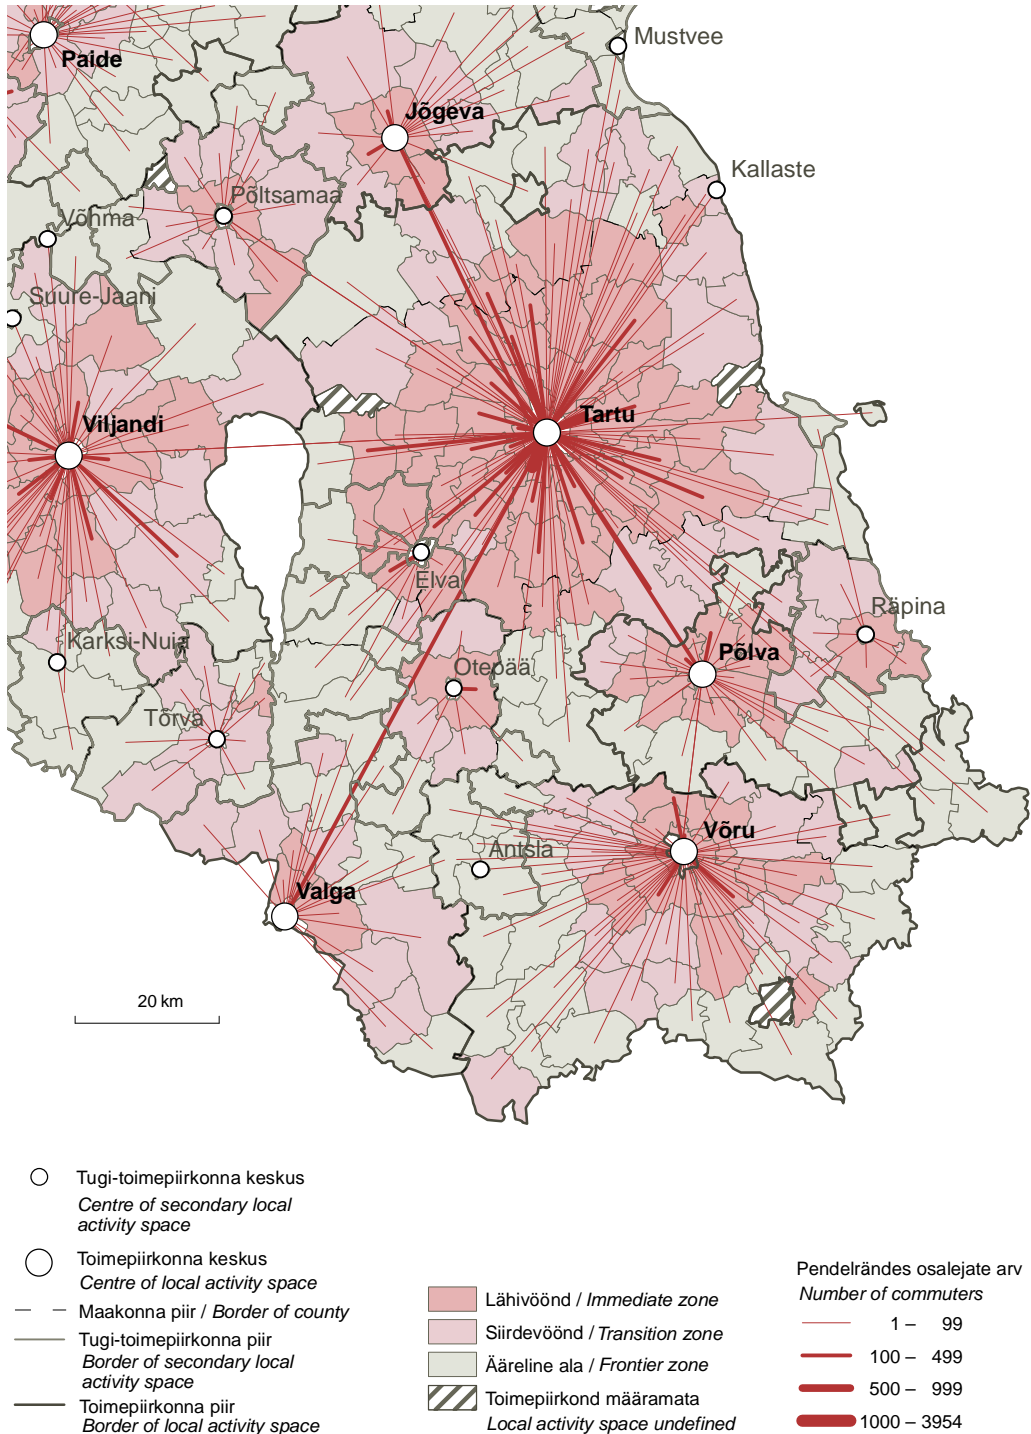 Mustvee
Paide
Jõgeva
Kallaste
Põltsamaa
Võhma
Suure-Jaani
Viljandi
Tartu
Elva
Räpina
Karksi-Nuia
Põlva
Otepää
Tõrva
Võru
Antsla
Valga
20 km
Tugi-toimepiirkonna keskus
Centre of secondary local
activity space
Toimepiirkonna keskus
Centre of local activity space
Maakonna piir / Border of county
Tugi-toimepiirkonna piir
Border of secondary local
activity space
Toimepiirkonna piir
Border of local activity space
Lähivöönd / Immediate zone
Siirdevöönd / Transition zone
Ääreline ala / Frontier zone
Toimepiirkond määramata
Local activity space undefined
Pendelrändes osalejate arv
Number of commuters
1 – 99
100 – 499
500 – 999
1000 – 3954